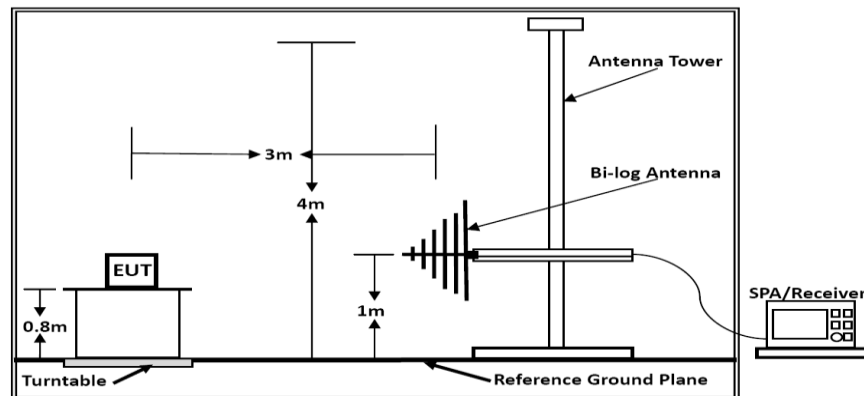 Antenna Tower
3m
Bi-log Antenna
4m
EUT
SPA/Receiver
0.8m
1m
Turntable
Reference Ground Plane